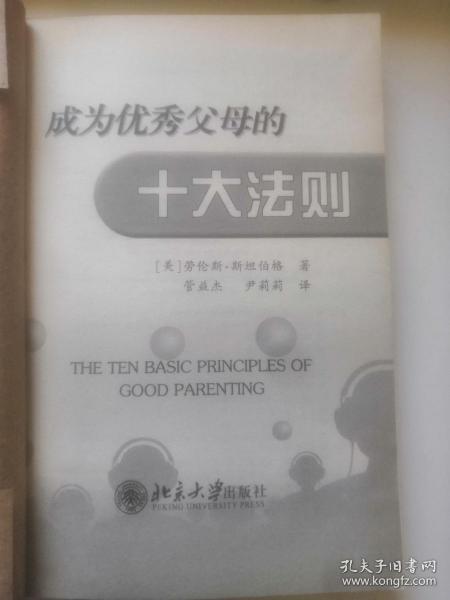 成为优秀父母的
十大法则
[美]劳伦斯·斯坦伯格 著
管益杰 尹莉莉 译
THE TEN BASIC PRINCIPLES OF
GOOD PARENTING
北京大学出版社
PEKING UNIVERSITY PRESS
孔夫子旧书网
www.kongfz.com